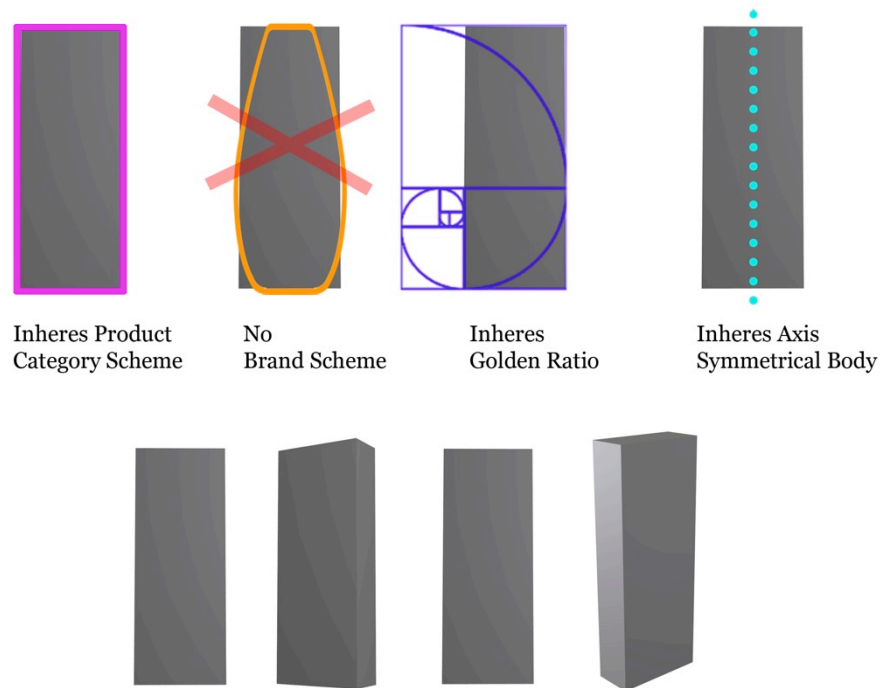 Inheres Product
Category Scheme
No
Brand Scheme
Inheres
Golden Ratio
Inheres Axis
Symmetrical Body